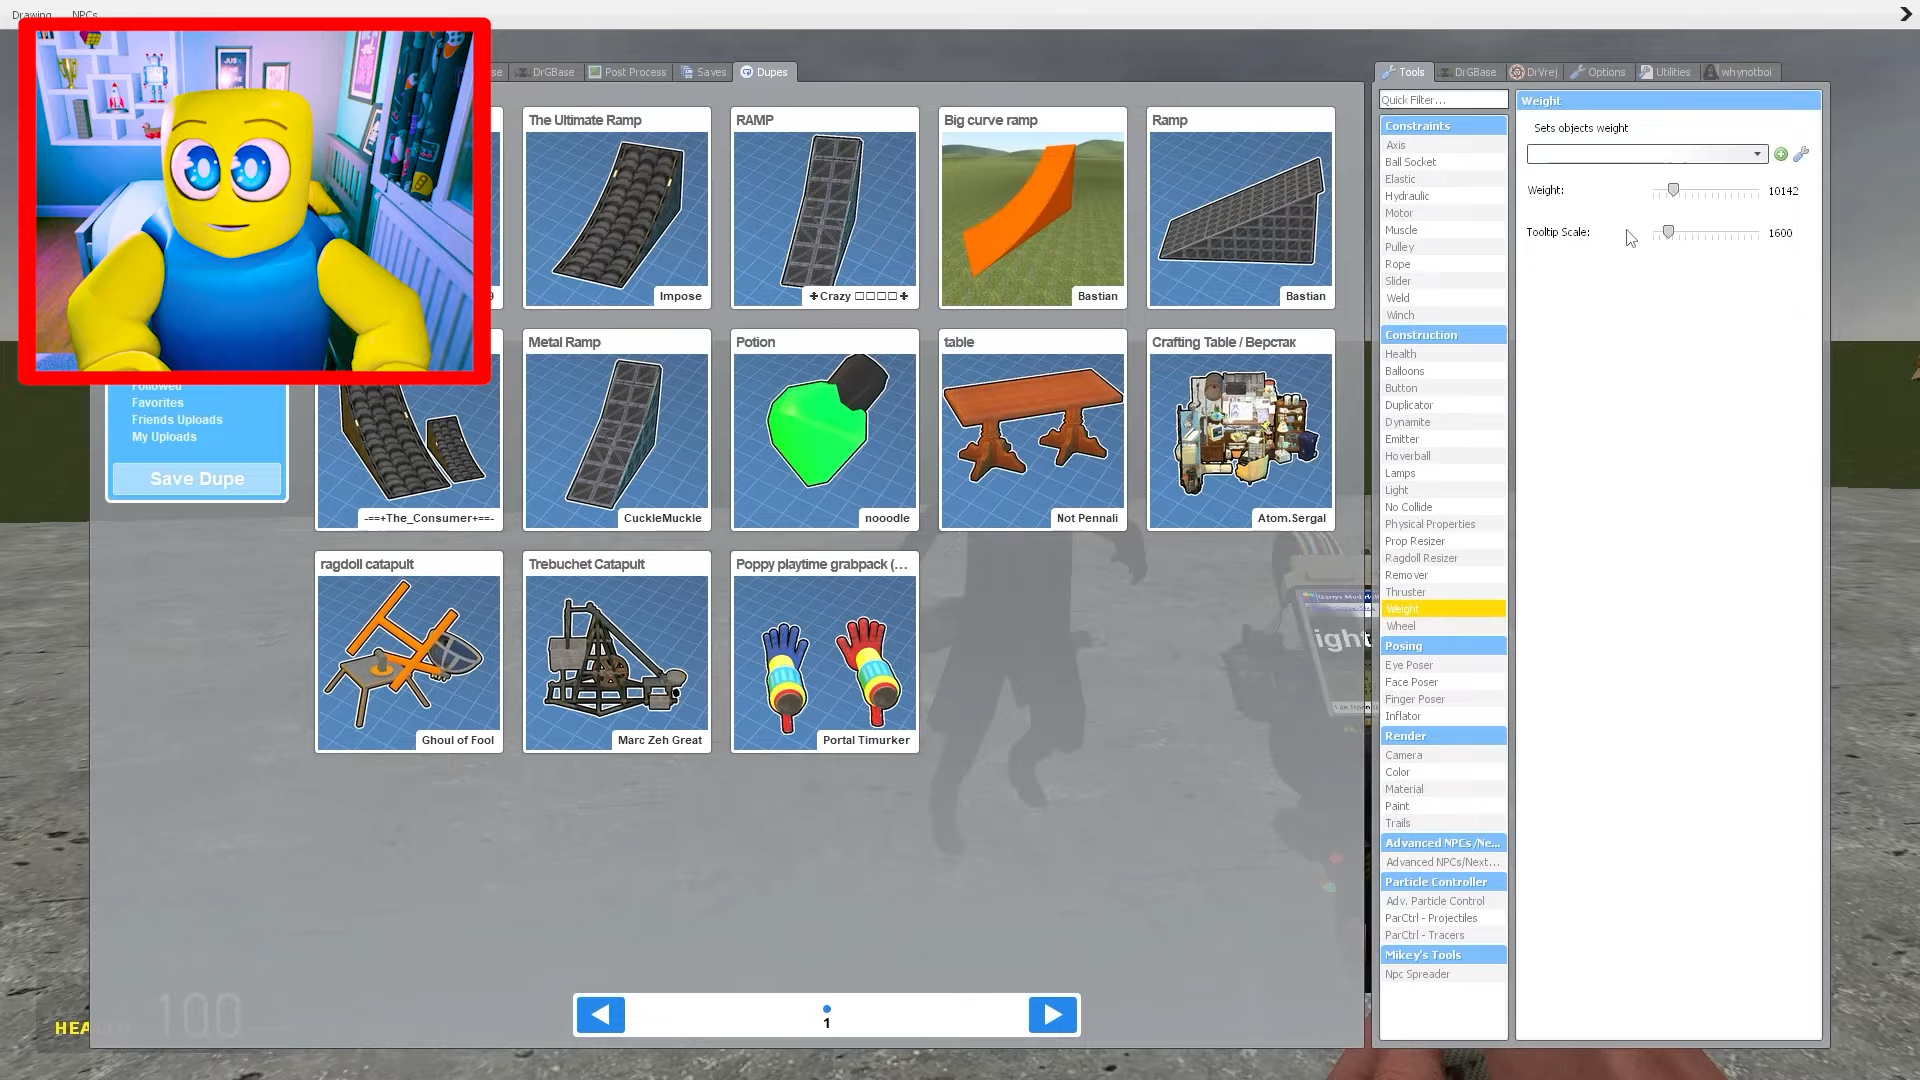 Drawing NPCs
DrGBase Post Process Saves Dupes
Tools DrGBase DrVrej Options Utilities whynotboi
The Ultimate Ramp
Impose
RAMP
Big curve ramp
Bastian
Ramp
Bastian
Followed
Favorites
Friends Uploads
My Uploads
Save Dupe
-==+The_Consumer+==-
Metal Ramp
CuckleMuckle
Potion
nooodle
table
Not Pennali
Crafting Table / Верстак
Atom.Sergal
ragdoll catapult
Ghoul of Fool
Trebuchet Catapult
Marc Zeh Great
Poppy playtime grabpack (...
Portal Timurker
1
100
Quick Filter...
Constraints
Axis
Ball Socket
Elastic
Hydraulic
Motor
Muscle
Pulley
Rope
Slider
Weld
Winch
Construction
Health
Balloons
Button
Duplicator
Dynamite
Emitter
Hoverball
Lamps
Light
No Collide
Physical Properties
Prop Resizer
Ragdoll Resizer
Remover
Thruster
Weight
Wheel
Posing
Eye Poser
Face Poser
Finger Poser
Inflator
Render
Camera
Color
Material
Paint
Trails
Advanced NPCs/Ne...
Advanced NPCs/Next...
Particle Controller
Adv. Particle Control
ParCtrl - Projectiles
ParCtrl - Tracers
Mikey's Tools
Npc Spreader
Weight
Sets objects weight
Weight: 10142
Tooltip Scale: 1600